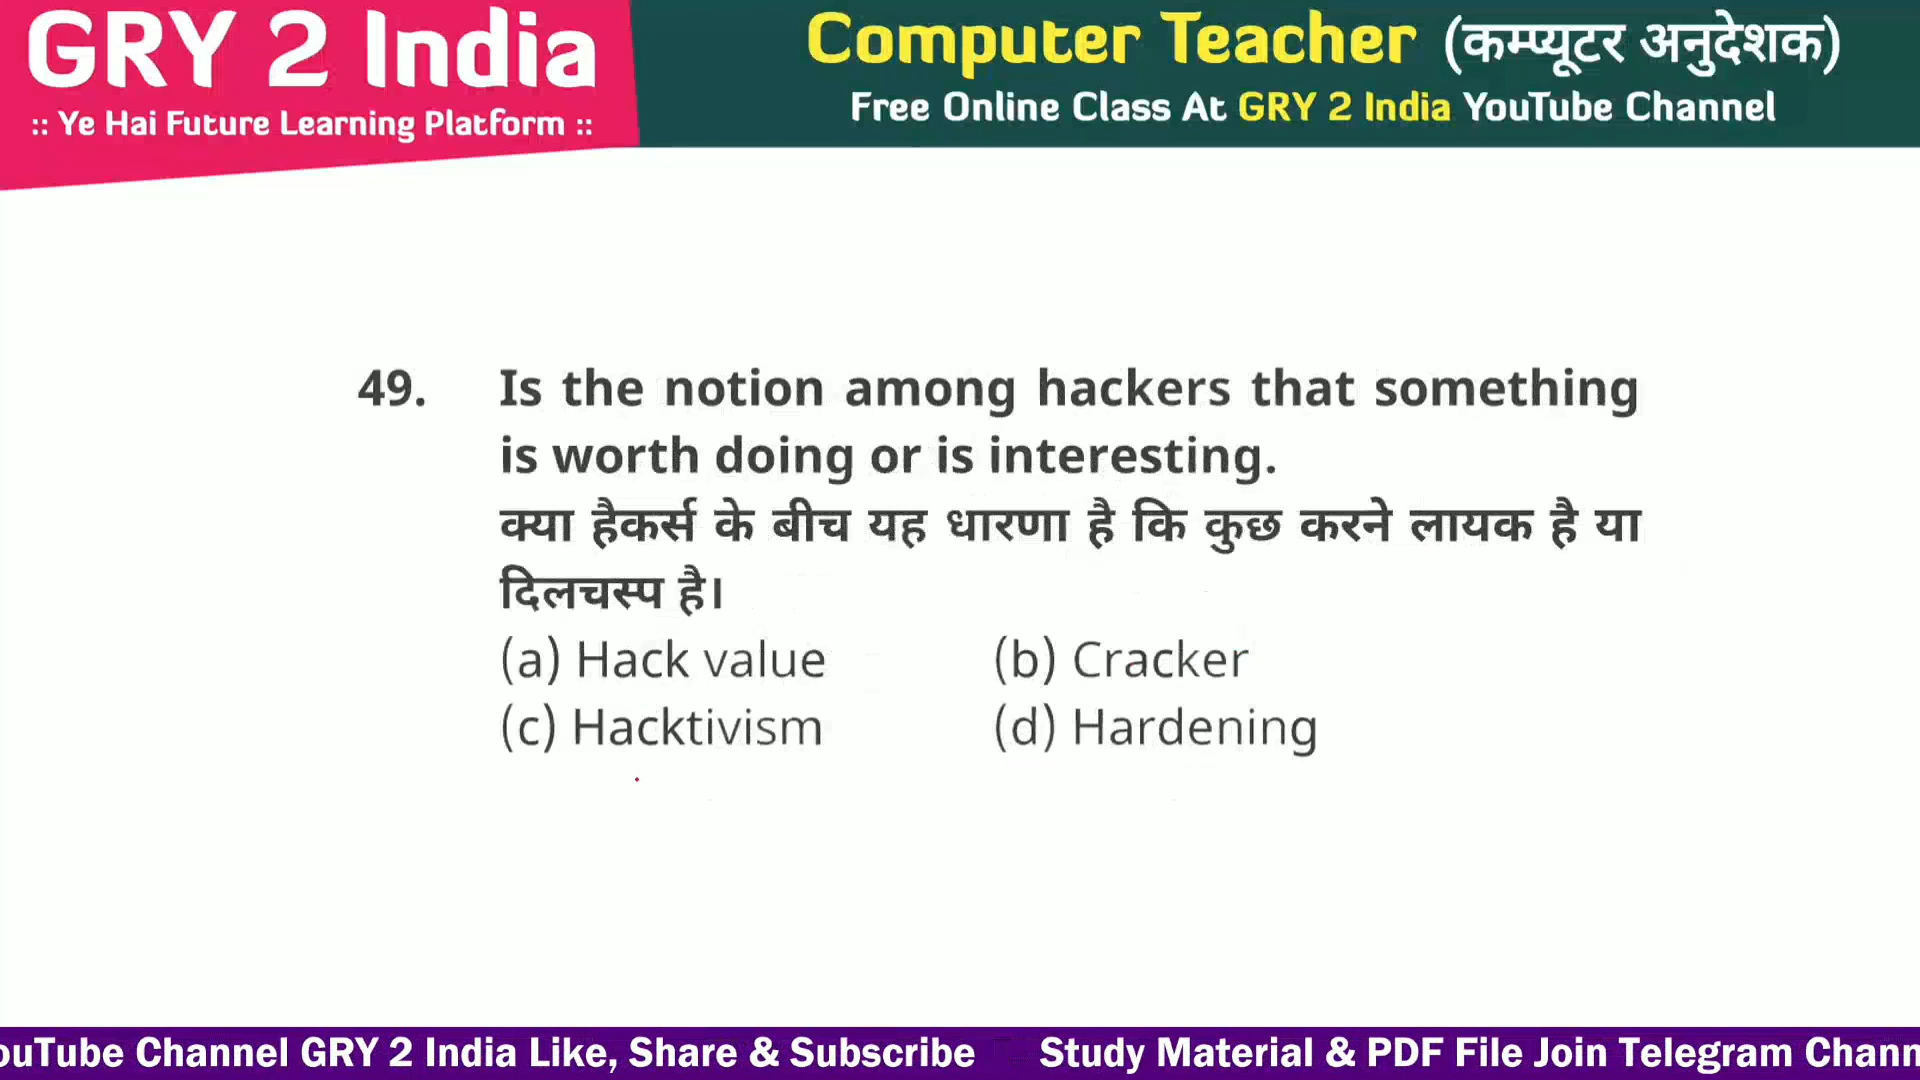 GRY 2 India
:: Ye Hai Future Learning Platform ::
Computer Teacher (कम्प्यूटर अनुदेशक)
Free Online Class At GRY 2 India YouTube Channel
49. Is the notion among hackers that something
is worth doing or is interesting.
क्या हैकर्स के बीच यह धारणा है कि कुछ करने लायक है या
दिलचस्प है।
(a) Hack value (b) Cracker
(c) Hacktivism (d) Hardening
ouTube Channel GRY 2 India Like, Share & Subscribe Study Material & PDF File Join Telegram Chann